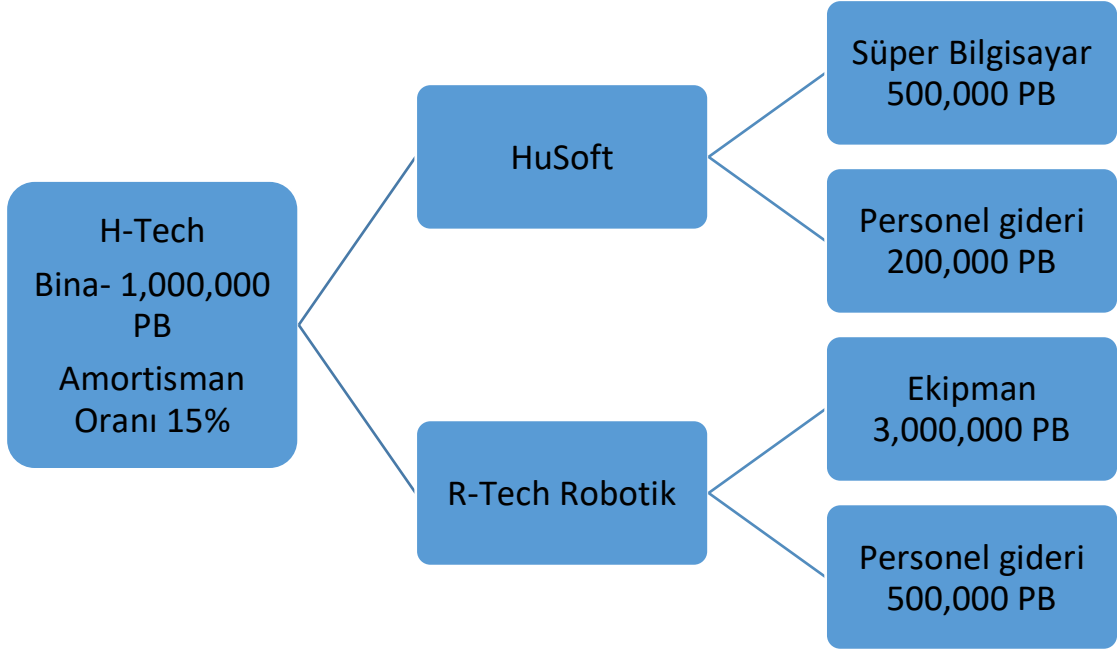 H-Tech
Bina- 1,000,000
PB
Amortisman
Oranı 15%
HuSoft
Süper Bilgisayar
500,000 PB
Personel gideri
200,000 PB
R-Tech Robotik
Ekipman
3,000,000 PB
Personel gideri
500,000 PB